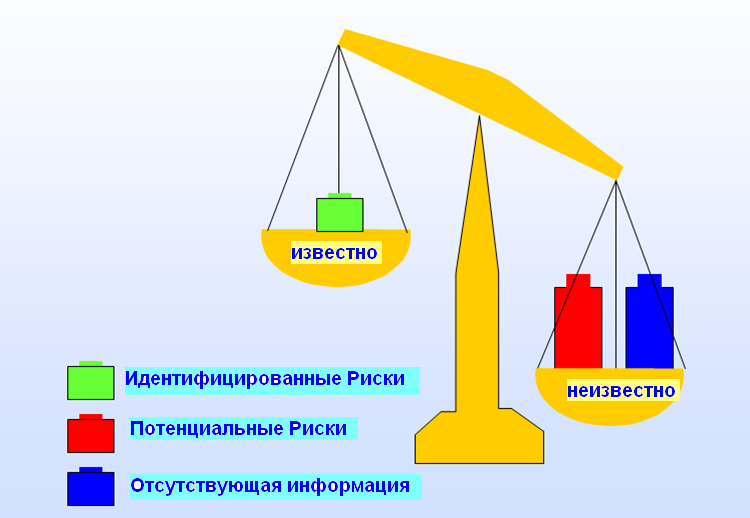 известно
неизвестно
Идентифицированные Риски
Потенциальные Риски
Отсутствующая информация